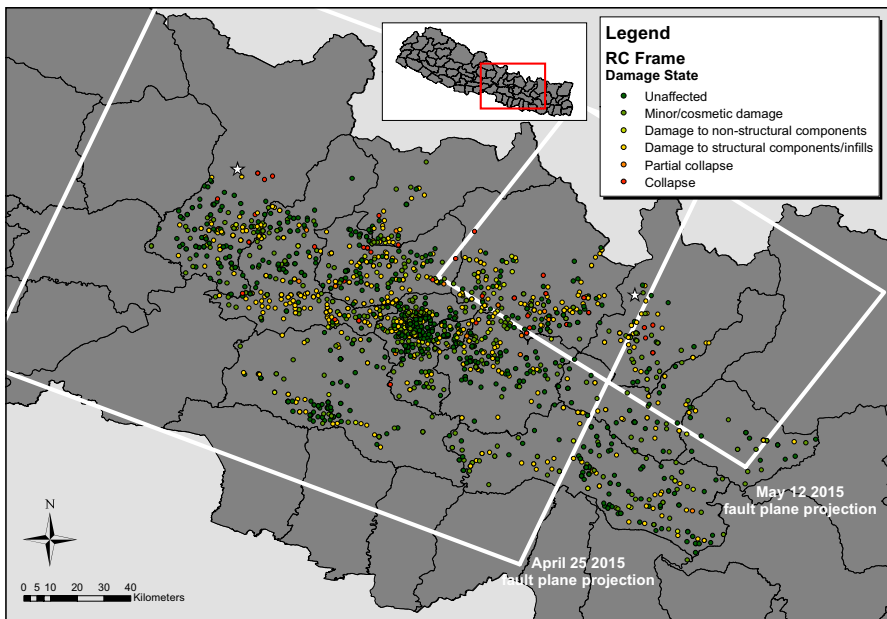 Legend
RC Frame
Damage State
Unaffected
Minor/cosmetic damage
Damage to non-structural components
Damage to structural components/infills
Partial collapse
Collapse
May 12 2015
fault plane projection
April 25 2015
fault plane projection
N
0 5 10 20 30 40
Kilometers